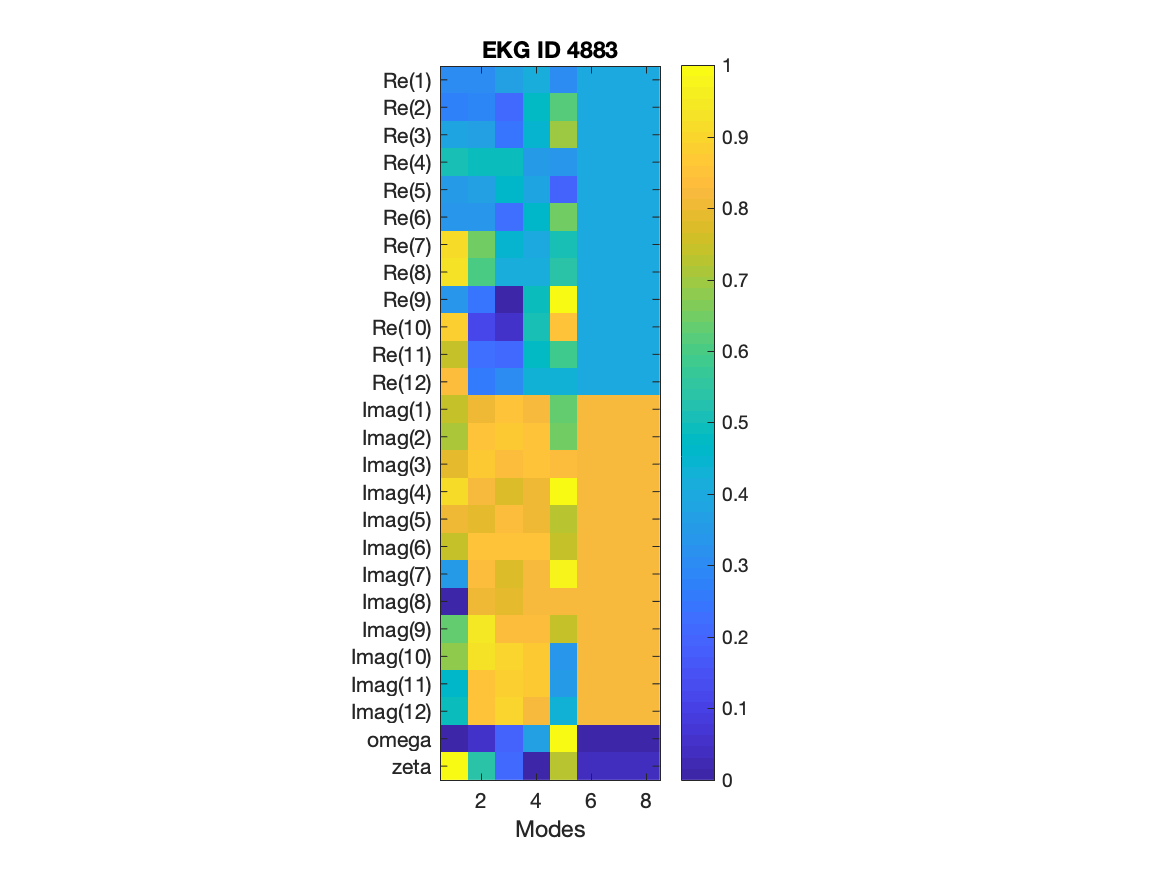 EKG ID 4883
Re(1)
Re(2)
Re(3)
Re(4)
Re(5)
Re(6)
Re(7)
Re(8)
Re(9)
Re(10)
Re(11)
Re(12)
Imag(1)
Imag(2)
Imag(3)
Imag(4)
Imag(5)
Imag(6)
Imag(7)
Imag(8)
Imag(9)
Imag(10)
Imag(11)
Imag(12)
omega
zeta
2 4 6 8
Modes
1
0.9
0.8
0.7
0.6
0.5
0.4
0.3
0.2
0.1
0